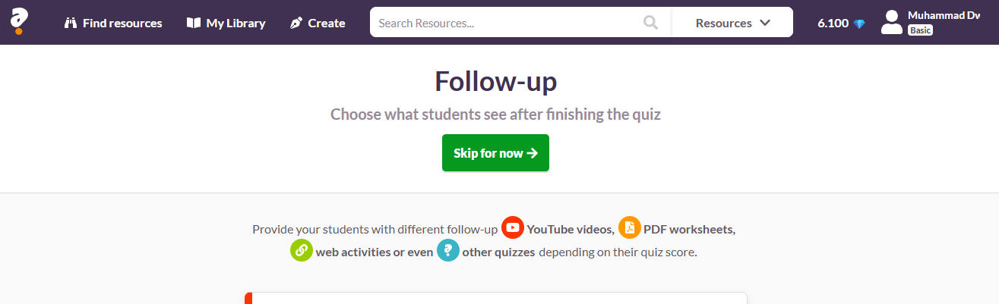 Find resources My Library Create Search Resources... Resources 6.100 Muhammad Dw
Basic
Follow-up
Choose what students see after finishing the quiz
Skip for now
Provide your students with different follow-up YouTube videos, PDF worksheets,
web activities or even other quizzes depending on their quiz score.